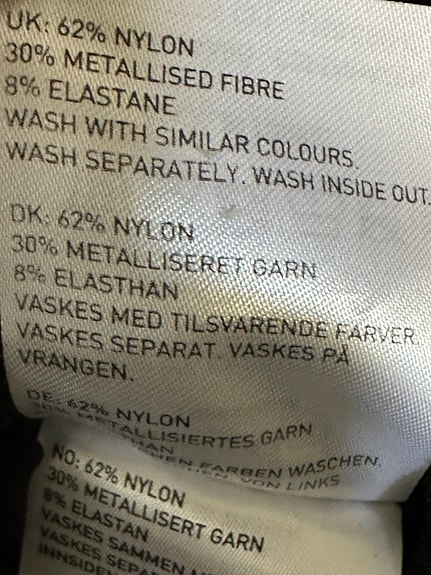 UK: 62% NYLON
30% METALLISED FIBRE
8% ELASTANE
WASH WITH SIMILAR COLOURS.
WASH SEPARATELY. WASH INSIDE OUT.
DK: 62% NYLON
30% METALLISERET GARN
8% ELASTHAN
VASKES MED TILSVARENDE FARVER.
VASKES SEPARAT. VASKES PÅ
VRANGEN.
DE: 62% NYLON
30% METALLISIERTES GARN
FARBEN WASCHEN.
VON LINKS
NO: 62% NYLON
30% METALLISERT GARN
8% ELASTAN
VASKES SAMMEN
VASKES